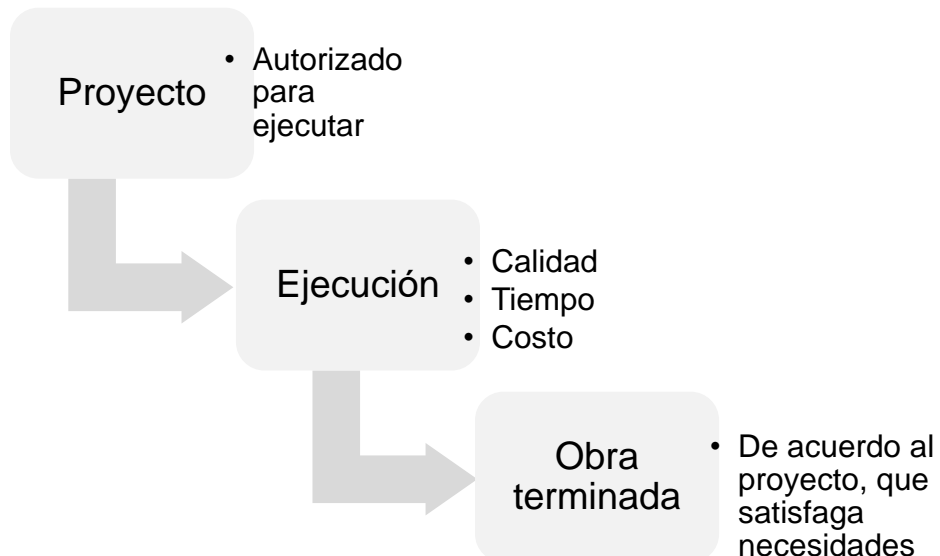 Proyecto
• Autorizado
para
ejecutar
Ejecución
• Calidad
• Tiempo
• Costo
Obra
terminada
• De acuerdo al
proyecto, que
satisfaga
necesidades